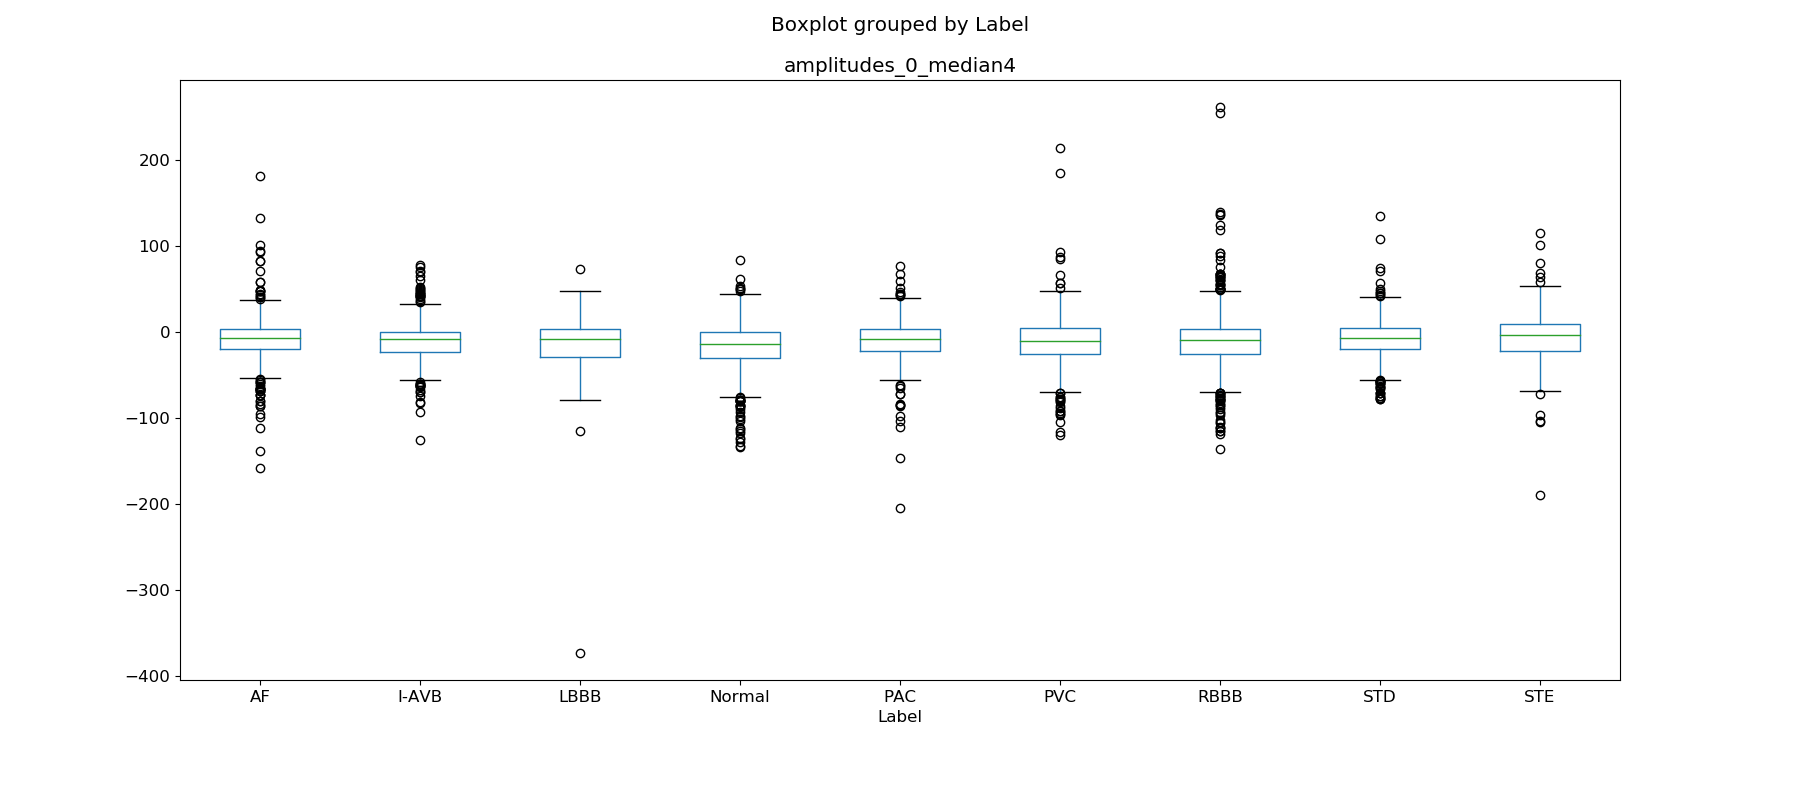 Boxplot grouped by Label
amplitudes_0_median4
200
100
0
−100
−200
−300
−400
AF I-AVB LBBB Normal PAC PVC RBBB STD STE
Label